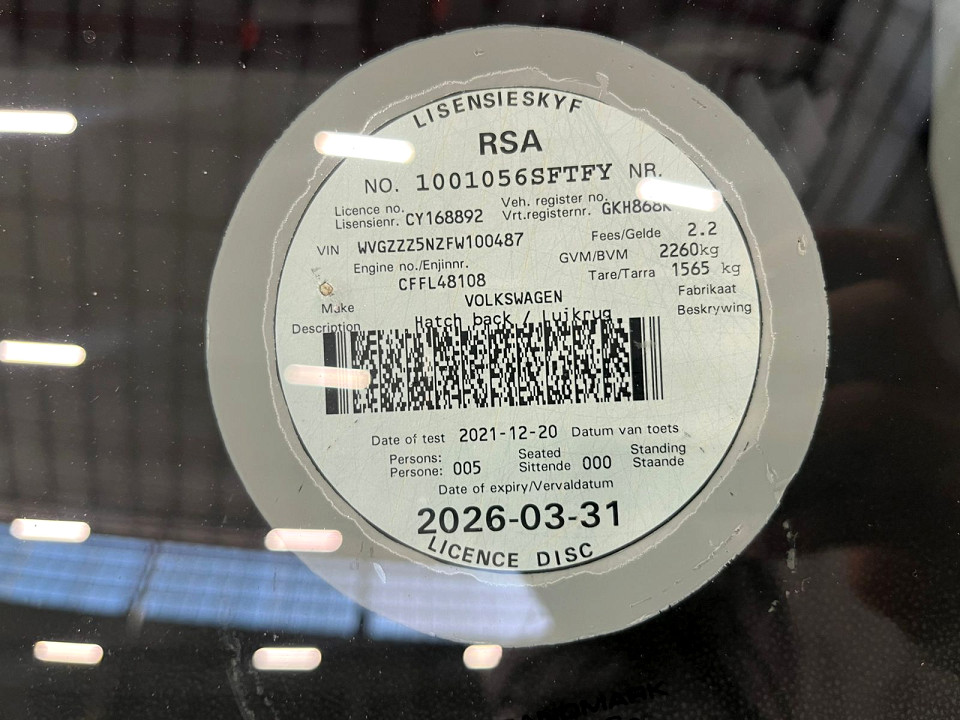 LISENSIESKYF
RSA
NO. 1001056SFTFY NR.
Licence no. Lisensienr. CY168892 Veh. register no. Vrt.registernr. GKH868K
VIN WVGZZZ5NZFW100487 Fees/Gelde 2.2
Engine no./Enjinnr. GVM/BVM 2260kg
CFFL48108 Tare/Tarra 1565 kg
Make VOLKSWAGEN Fabrikaat
Description Hatch back / Luikrug Beskrywing
Date of test 2021-12-20 Datum van toets
Persons: Persone: 005 Seated Sittende 000 Standing Staande
Date of expiry/Vervaldatum
2026-03-31
LICENCE DISC